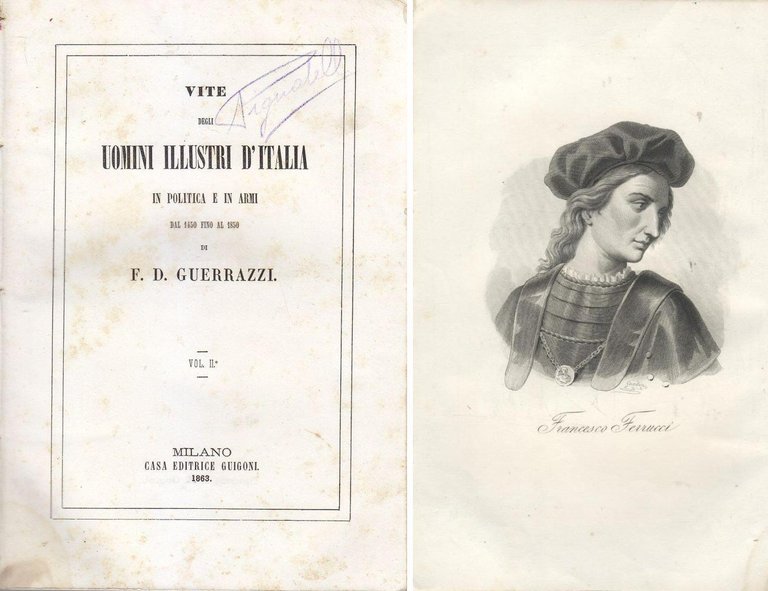 VITE
DEGLI
UOMINI ILLUSTRI D'ITALIA
IN POLITICA E IN ARMI
DAL 1450 FINO AL 1850
DI
F. D. GUERRAZZI.
VOL. II.º
MILANO
CASA EDITRICE GUIGONI.
1863.
Francesco Ferrucci